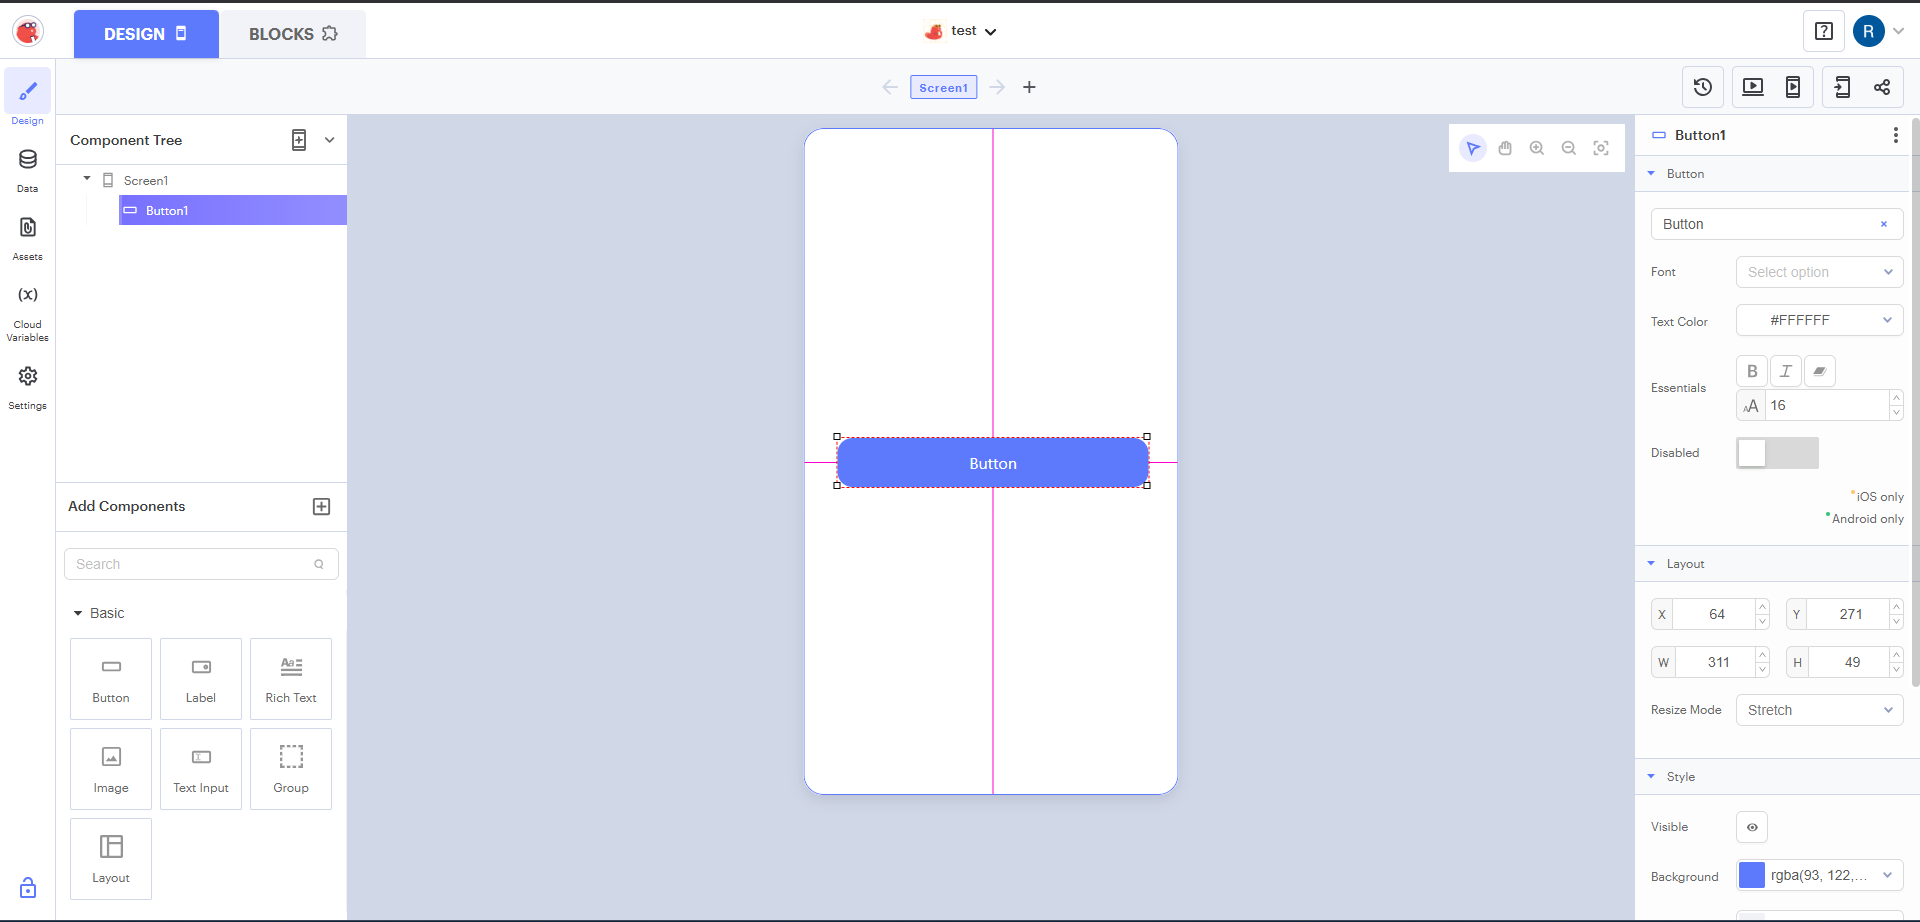 DESIGN
BLOCKS
test
?
R
Screen1
Design
Data
Assets
(x)
Cloud
Variables
Settings
Component Tree
Screen1
Button1
Add Components
Search
Basic
Button
Label
Rich Text
Image
Text Input
Group
Layout
Button
Button1
Button
Button ×
Font Select option
Text Color #FFFFFF
Essentials B I
AA 16
Disabled
*iOS only
*Android only
Layout
X 64 Y 271
W 311 H 49
Resize Mode Stretch
Style
Visible
Background rgba(93, 122,...